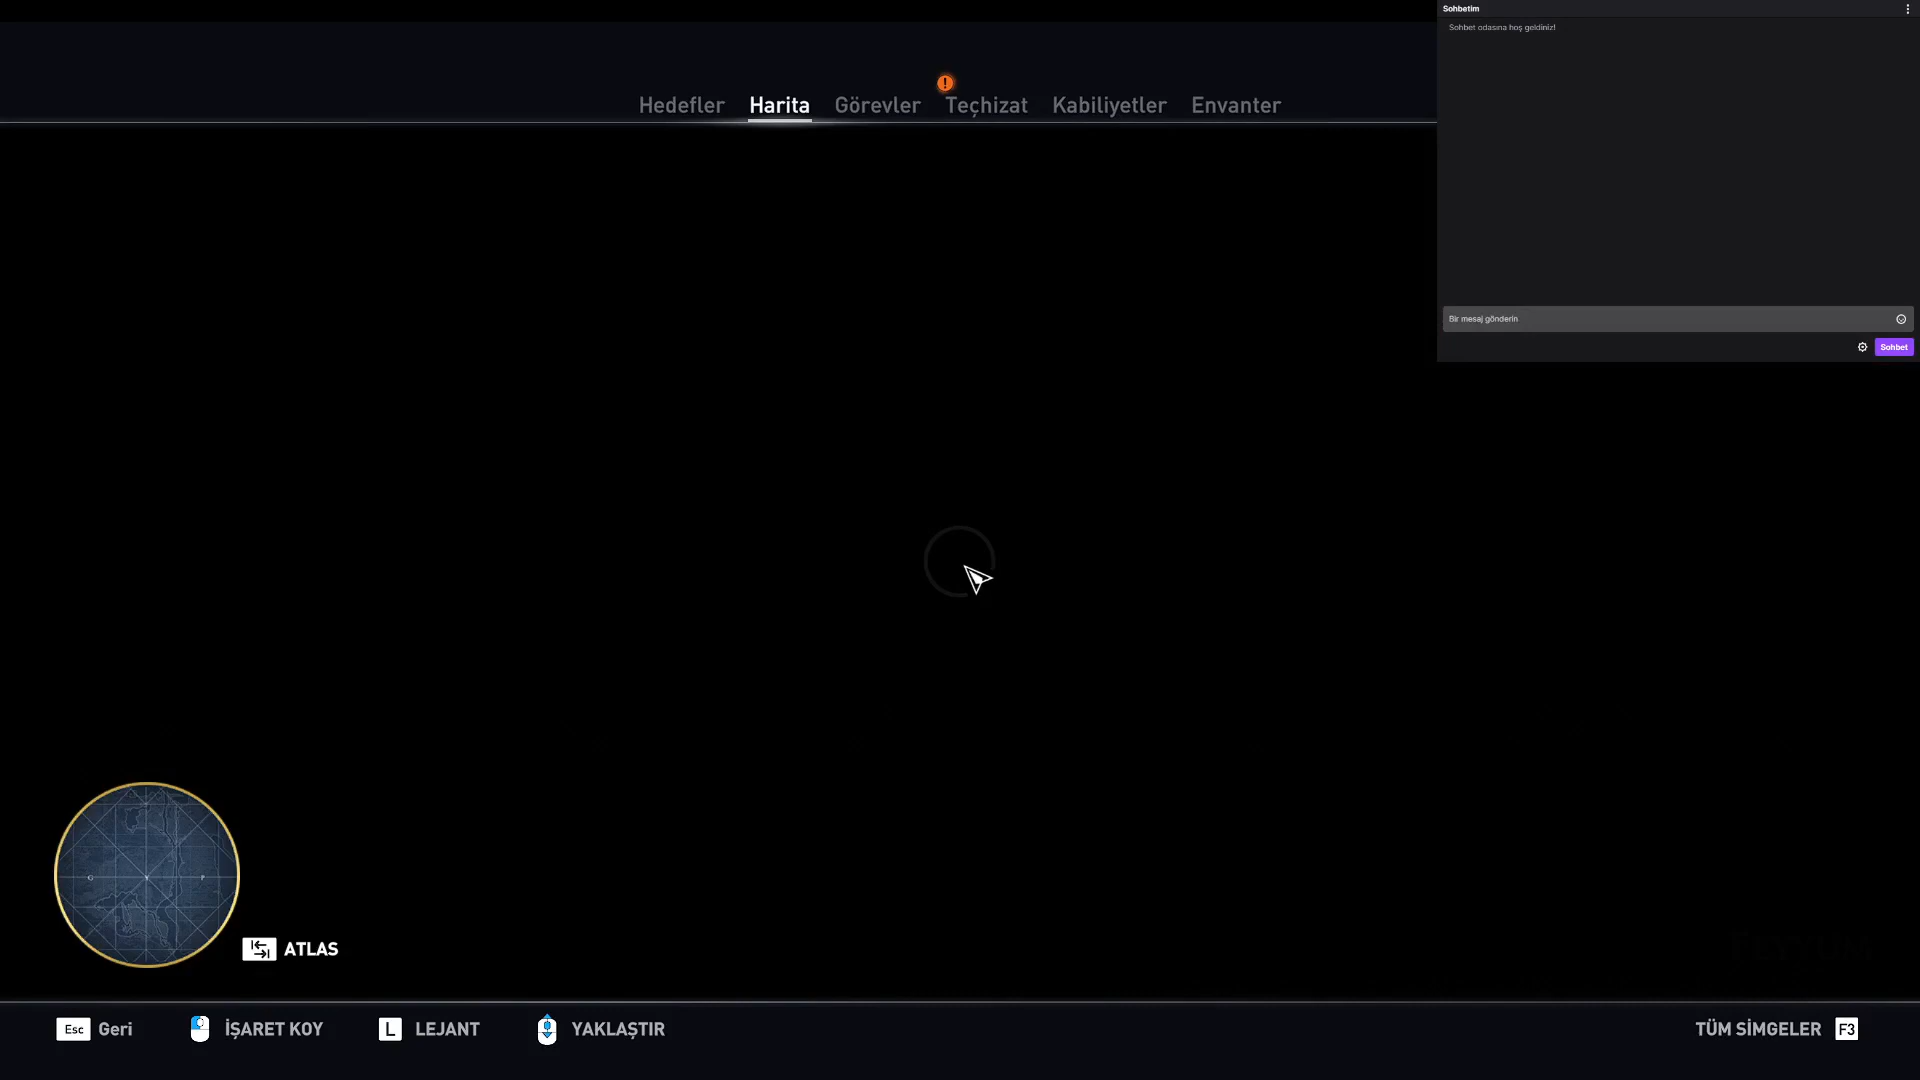 Sohbetim
Sohbet odasına hoş geldiniz!
Hedefler Harita Görevler Teçhizat Kabiliyetler Envanter
Bir mesaj gönderin
Sohbet
G Y P
ATLAS
Esc Geri İŞARET KOY L LEJANT YAKLAŞTIR TÜM SİMGELER F3